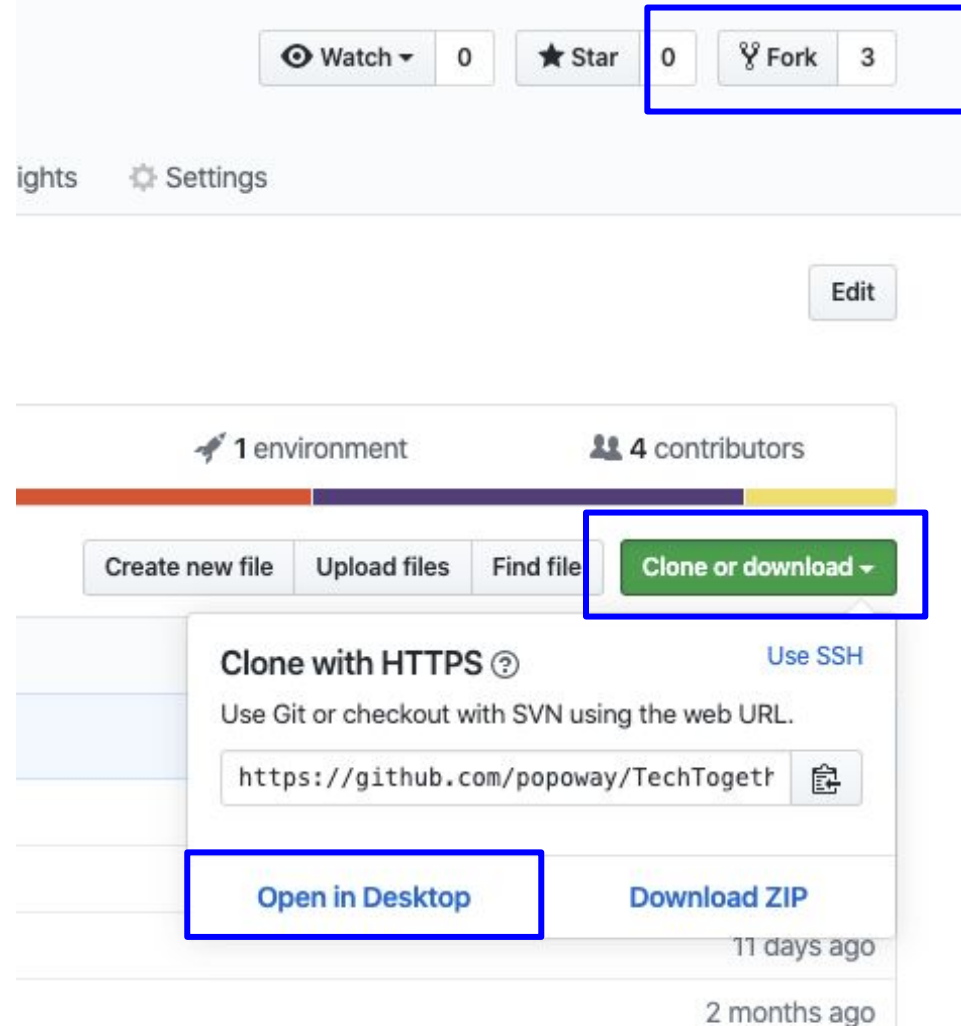 Watch 0 Star 0 Fork 3
ights Settings
Edit
1 environment 4 contributors
Create new file Upload files Find file Clone or download
Clone with HTTPS Use SSH
Use Git or checkout with SVN using the web URL.
https://github.com/popoway/TechTogeth
Open in Desktop Download ZIP
11 days ago
2 months ago